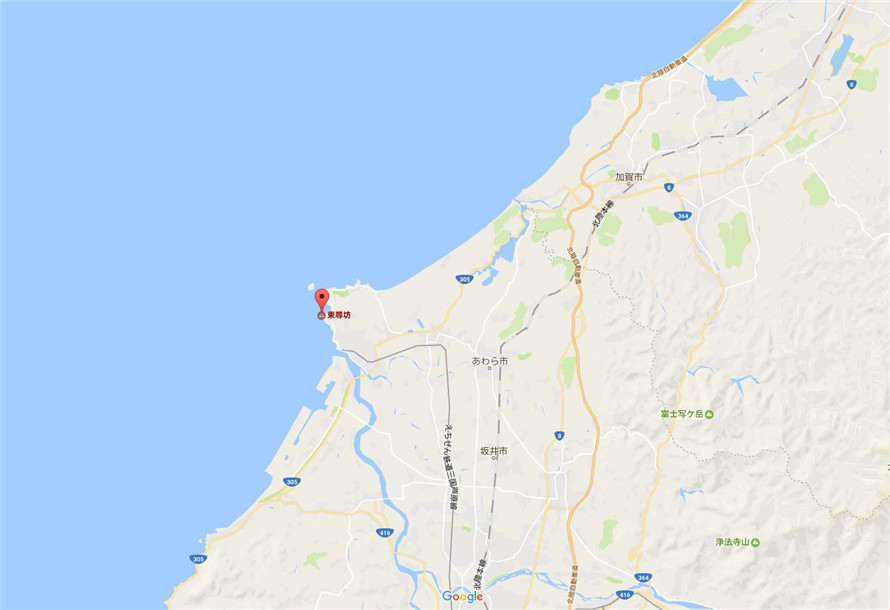 北陸自動車道
8
加賀市
8
364
北陸本線
北陸自動車道
305
東尋坊
あわら市
富士写ケ岳
8
えちぜん鉄道三国芦原線
坂井市
305
416
浄法寺山
305
北陸本線
北陸自動車道
364
416
Google